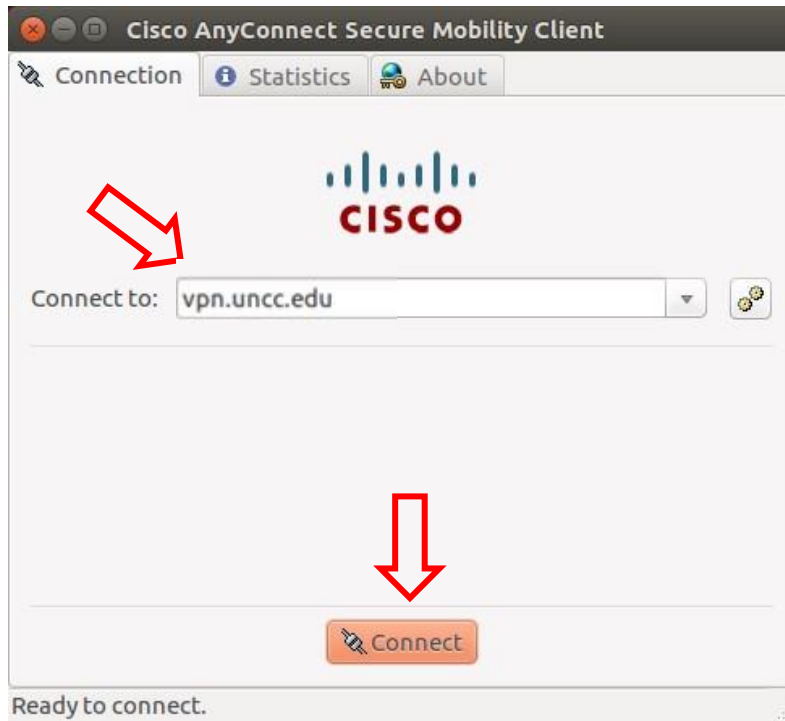 Cisco AnyConnect Secure Mobility Client
Connection Statistics About
CISCO
Connect to: vpn.uncc.edu
Connect
Ready to connect.